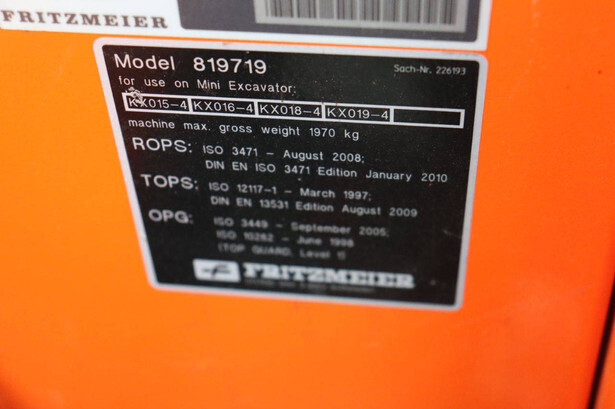 FRITZMEIER
Model 819719
Sach-Nr. 226193
for use on Mini Excavator:
KX015-4 KX016-4 KX018-4 KX019-4
machine max. gross weight 1970 kg
ROPS: ISO 3471 - August 2008;
DIN EN ISO 3471 Edition January 2010
TOPS: ISO 12117-1 - March 1997;
DIN EN 13531 Edition August 2009
OPG: ISO 3449 - September 2005;
ISO 10262 - June 1998
(TOP GUARD, Level 1)
FRITZMEIER